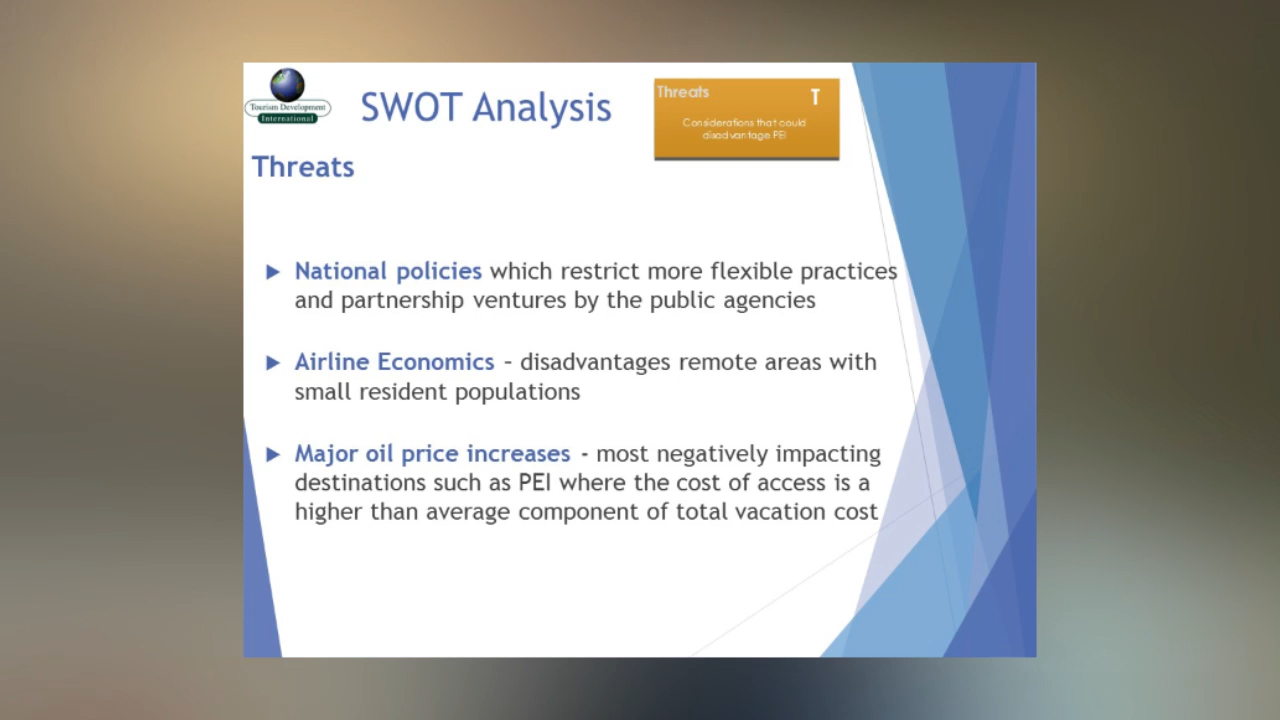 Tourism Development
International
SWOT Analysis
Threats
T
Considerations that could
disadvantage PEI
Threats
National policies which restrict more flexible practices
and partnership ventures by the public agencies
Airline Economics – disadvantages remote areas with
small resident populations
Major oil price increases - most negatively impacting
destinations such as PEI where the cost of access is a
higher than average component of total vacation cost